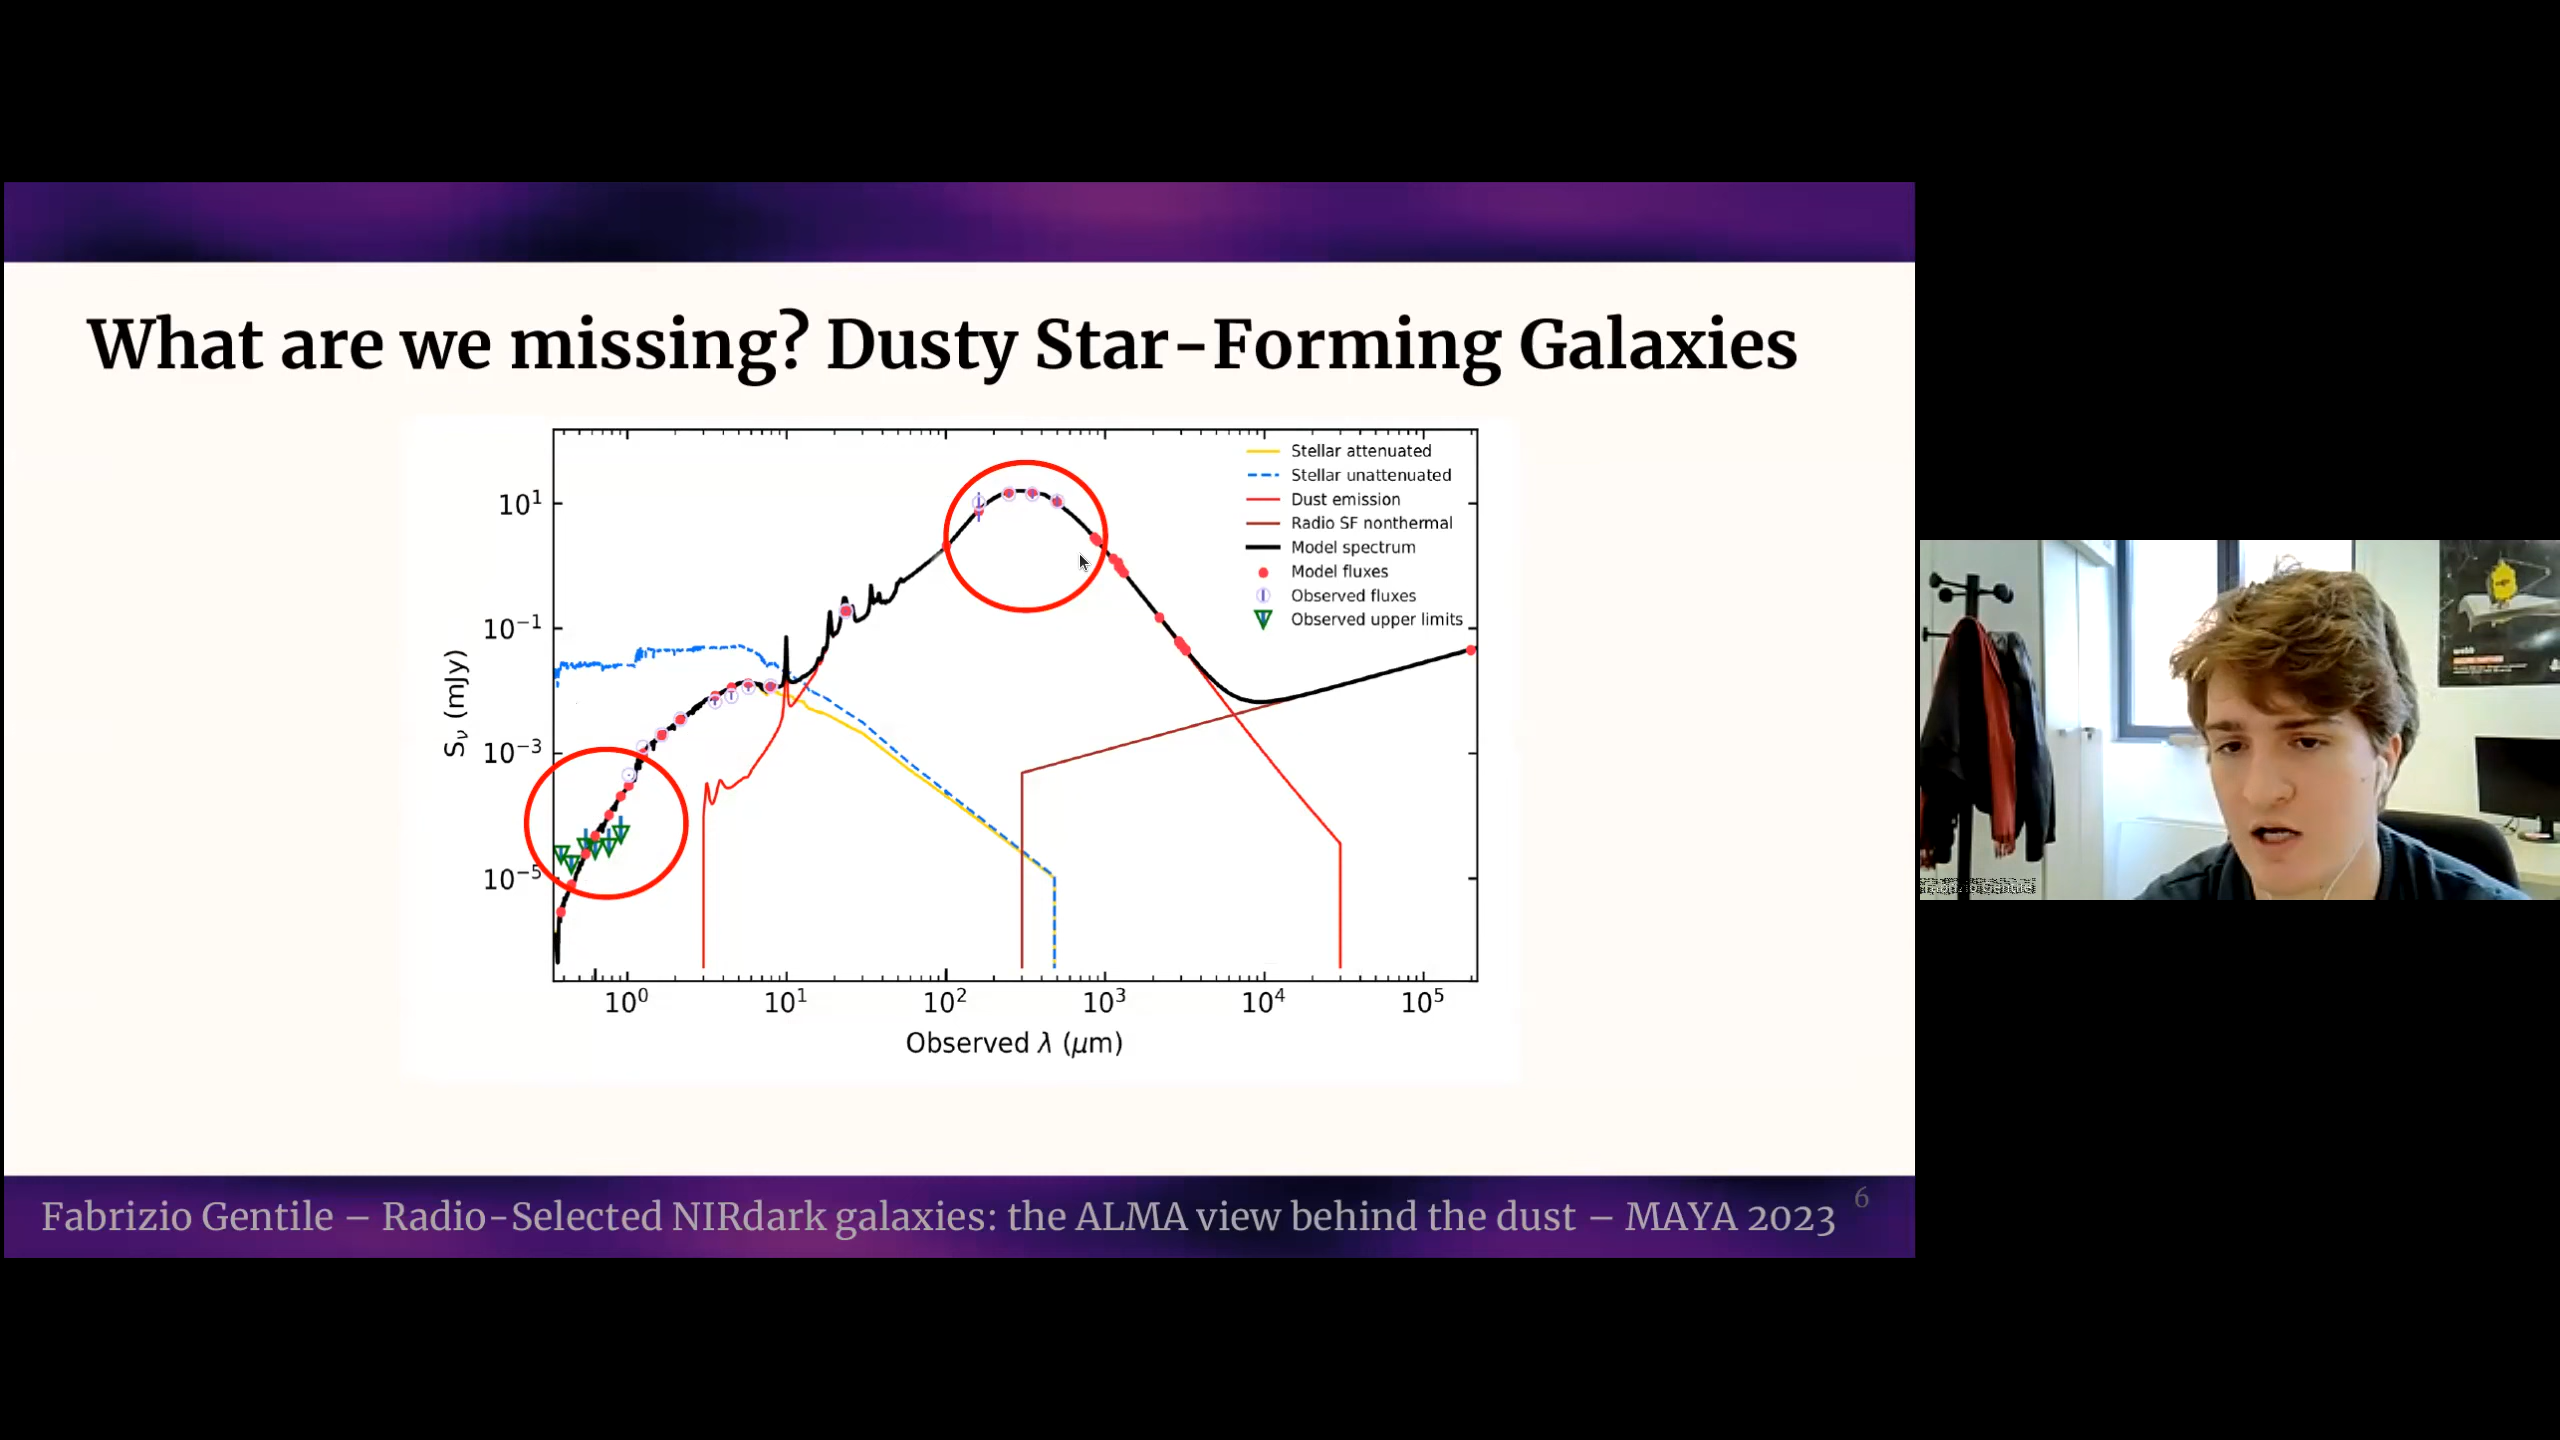 What are we missing? Dusty Star-Forming Galaxies
Stellar attenuated
Stellar unattenuated
Dust emission
Radio SF nonthermal
Model spectrum
Model fluxes
Observed fluxes
Observed upper limits
10¹
10⁻¹
10⁻³
10⁻⁵
Sν (mJy)
10⁰ 10¹ 10² 10³ 10⁴ 10⁵
Observed λ (μm)
Fabrizio Gentile – Radio-Selected NIRdark galaxies: the ALMA view behind the dust – MAYA 2023
6
Fabrizio Gentile
webb